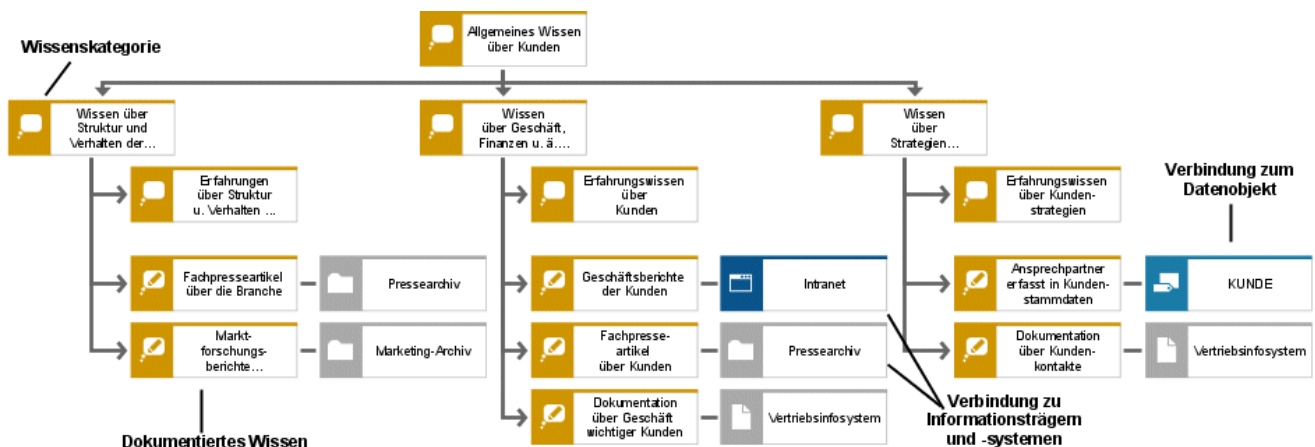 Wissenskategorie
Allgemeines Wissen
über Kunden
Wissen über
Struktur und
Verhalten der...
Wissen
über Geschäft,
Finanzen u. ä....
Wissen
über
Strategien...
Erfahrungen
über Struktur
u. Verhalten ...
Erfahrungswissen
über
Kunden
Erfahrungswissen
über Kunden-
strategien
Verbindung zum
Datenobjekt
Fachpresseartikel
über die Branche
Pressearchiv
Geschäftsberichte
der Kunden
Intranet
Ansprechpartner
erfasst in Kunden-
stammdaten
KUNDE
Markt-
forschungs-
berichte...
Marketing-Archiv
Fachpresse-
artikel
über Kunden
Pressearchiv
Dokumentation
über Kunden-
kontakte
Vertriebsinfosystem
Dokumentation
über Geschäft
wichtiger Kunden
Vertriebsinfosystem
Verbindung zu
Informationsträgern
und -systemen
Dokumentiertes Wissen